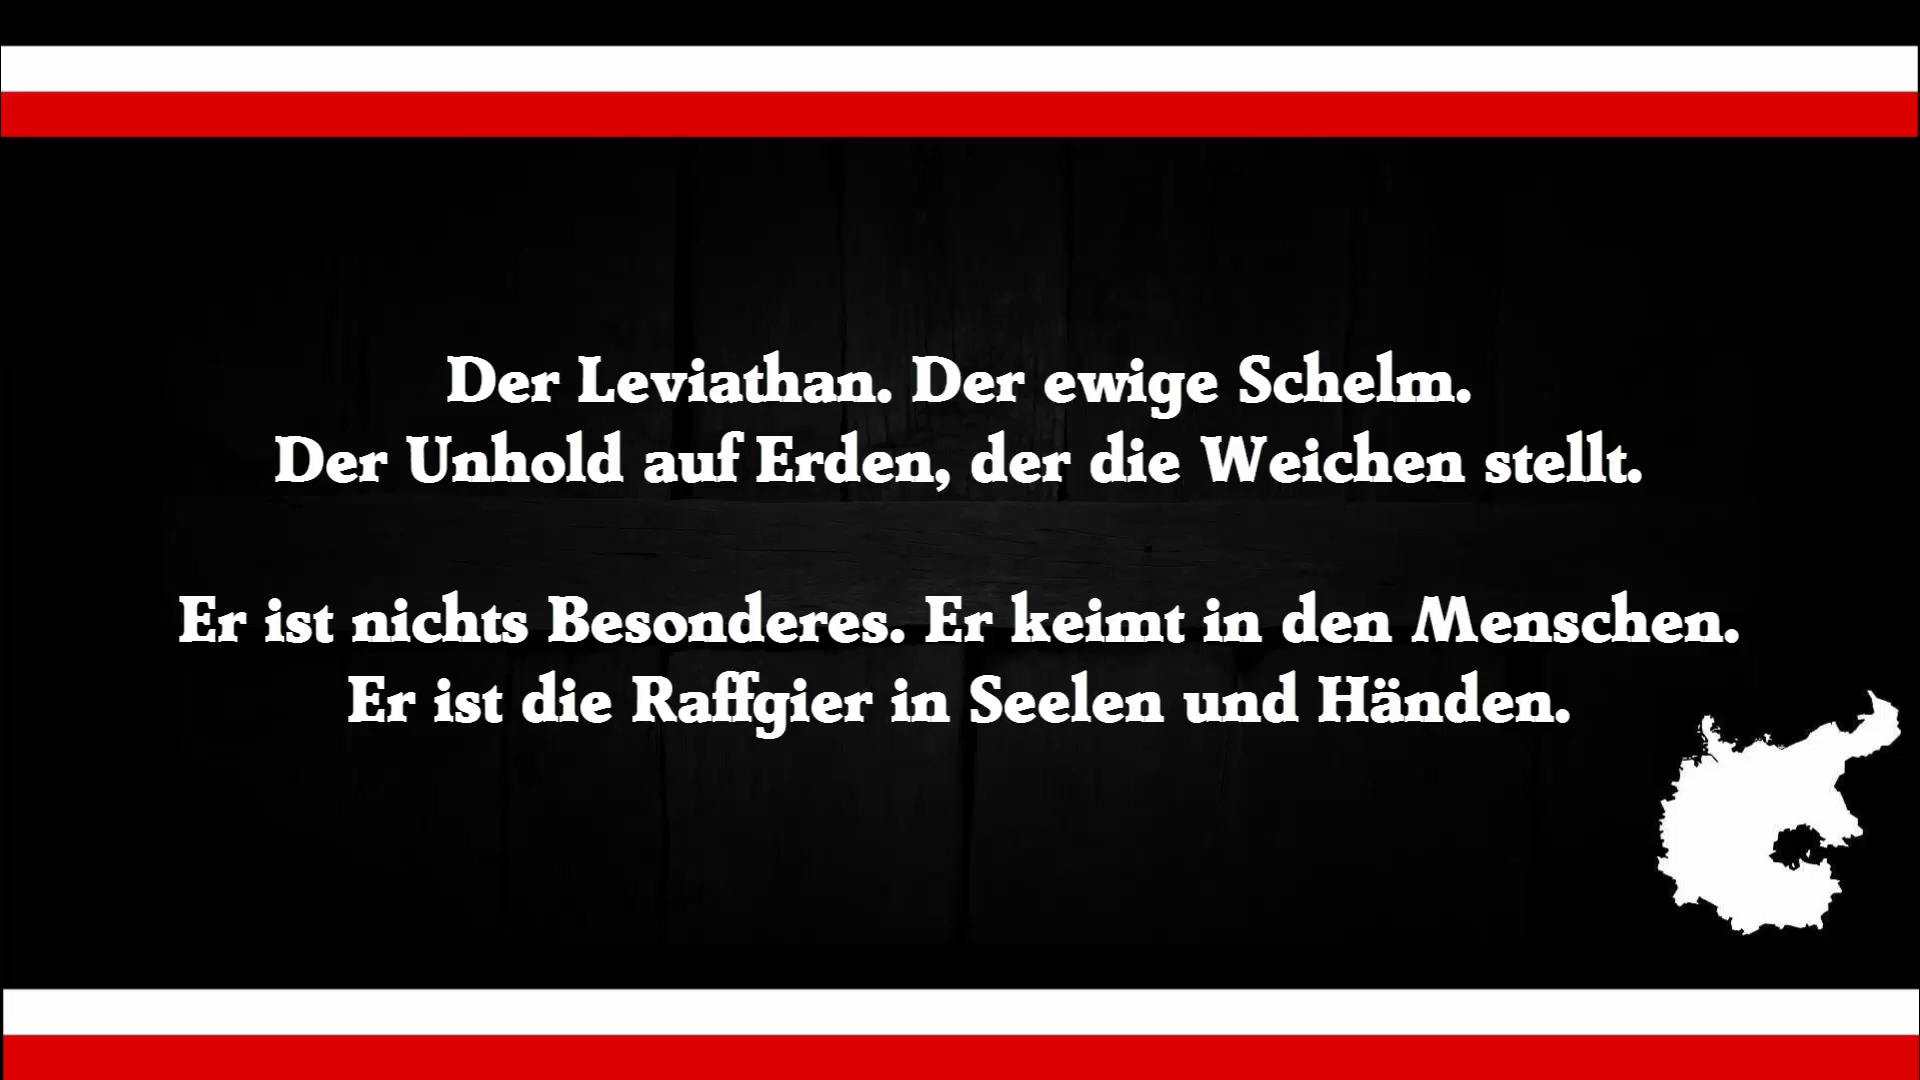 Der Leviathan. Der ewige Schelm.
Der Unhold auf Erden, der die Weichen stellt.
Er ist nichts Besonderes. Er keimt in den Menschen.
Er ist die Raffgier in Seelen und Händen.